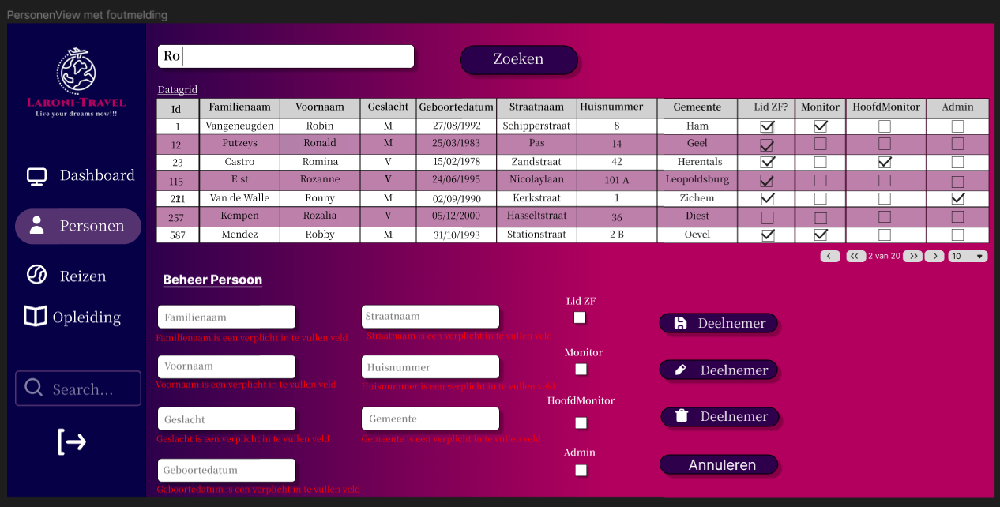 PersonenView met foutmelding
LARONI-TRAVEL
Live your dreams now!!!
Dashboard
Personen
Reizen
Opleiding
Search...
Ro
Zoeken
Datagrid
Id Familienaam Voornaam Geslacht Geboortedatum Straatnaam Huisnummer Gemeente Lid ZF? Monitor HoofdMonitor Admin
1 Vangeneugden Robin M 27/08/1992 Schipperstraat 8 Ham
12 Putzeys Ronald M 25/03/1983 Pas 14 Geel
23 Castro Romina V 15/02/1978 Zandstraat 42 Herentals
115 Elst Rozanne V 24/06/1995 Nicolaylaan 101 A Leopoldsburg
Van de Walle Ronny M 02/09/1990 Kerkstraat 1 Zichem
257 Kempen Rozalia V 05/12/2000 Hasseltstraat 36 Diest
587 Mendez Robby M 31/10/1993 Stationstraat 2 B Oevel
< << 2 van 20 >> > 10
Beheer Persoon
Familienaam
Familienaam is een verplicht in te vullen veld
Voornaam
Voornaam is een verplicht in te vullen veld
Geslacht
Geslacht is een verplicht in te vullen veld
Geboortedatum
Geboortedatum is een verplicht in te vullen veld
Straatnaam
Straatnaam is een verplicht in te vullen veld
Huisnummer
Huisnummer is een verplicht in te vullen veld
Gemeente
Gemeente is een verplicht in te vullen veld
Lid ZF
Monitor
HoofdMonitor
Admin
Deelnemer
Deelnemer
Deelnemer
Annuleren